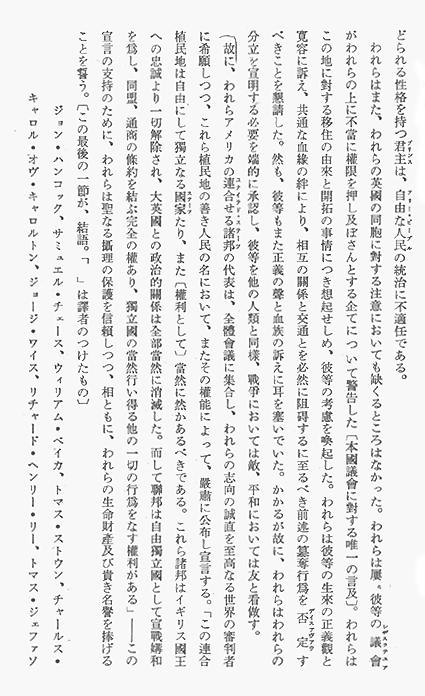 どられる性格を持つ君主は、自由な人民の統治に不適任である。
われらはまた、われらの英國の同胞に對する注意においても缺くるところはなかった。われらは屢〻彼等の議會
がわれらの上に不當に權限を押し及ぼさんとする企てについて警告した〔本國議會に對する唯一の言及〕。われらは
この地に對する移住の由來と開拓の事情につき想起せしめ、彼等の考慮を喚起した。われらは彼等の生來の正義觀と
寛容に訴え、共通な血緣の絆により、相互の關係と交通とを必然に阻碍するに至るべき前述の簒奪行爲を否定す
べきことを懇請した。然も、彼等もまた正義の聲と血族の訴えに耳を塞いでいた。かかるが故に、われらはわれらの
分立を宣明する必要を端的に承認し、彼等を他の人類と同樣、戰爭においては敵、平和においては友と看做す。
故に、われらアメリカの連合せる諸邦の代表は、全體會議に集合し、われらの志向の誠直を至高なる世界の審判者
に希願しつつ、これら植民地の善き人民の名において、またその權能によって、嚴肅に公布し宣言する。「この連合
植民地は自由にして獨立なる國家たり、また〔權利として〕當然に然かあるべきである。これら諸邦はイギリス國王
への忠誠より一切解除され、大英國との政治的關係は全部當然に消滅した。而して聯邦は自由獨立國として宣戰媾和
を爲し、同盟、通商の條約を結ぶ完全の權あり、獨立國の當然行い得る他の一切の行爲をなす權利がある」――この
宣言の支持のために、われらは聖なる攝理の保護を信賴しつつ、相ともに、われらの生命財產及び貴き名譽を捧げる
ことを誓う。〔この最後の一節が、結語。「　」は譯者のつけたもの〕
ジョン・ハンコック、サミュエル・チェース、ウィリアム・ペイカ、トマス・ストウン、チャールス・
キャロル・オヴ・キャロルトン、ジョージ・ワイス、リチャード・ヘンリー・リー、トマス・ジェファソ